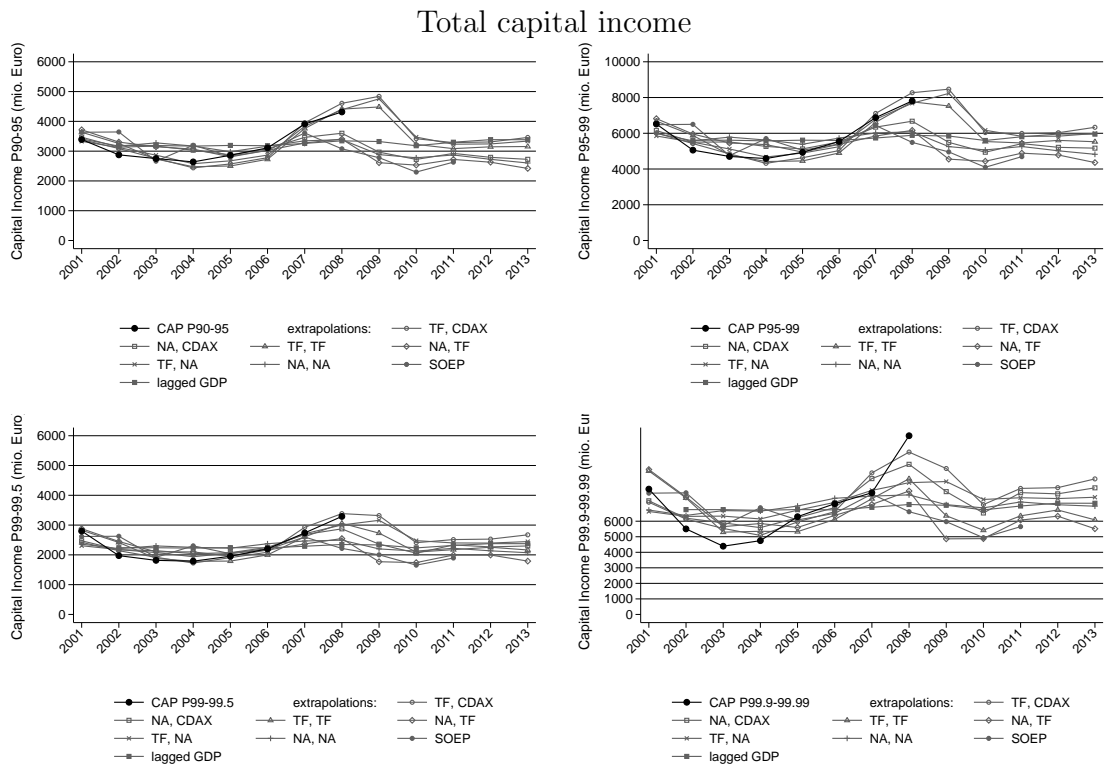 Total capital income
Capital Income P90-95 (mio. Euro)
6000
5000
4000
3000
2000
1000
0
2001 2002 2003 2004 2005 2006 2007 2008 2009 2010 2011 2012 2013
CAP P90-95 extrapolations: TF, CDAX
NA, CDAX TF, TF NA, TF
TF, NA NA, NA SOEP
lagged GDP
Capital Income P95-99 (mio. Euro)
10000
8000
6000
4000
2000
0
2001 2002 2003 2004 2005 2006 2007 2008 2009 2010 2011 2012 2013
CAP P95-99 extrapolations: TF, CDAX
NA, CDAX TF, TF NA, TF
TF, NA NA, NA SOEP
lagged GDP
Capital Income P99-99.5 (mio. Euro
6000
5000
4000
3000
2000
1000
0
2001 2002 2003 2004 2005 2006 2007 2008 2009 2010 2011 2012 2013
CAP P99-99.5 extrapolations: TF, CDAX
NA, CDAX TF, TF NA, TF
TF, NA NA, NA SOEP
lagged GDP
Capital Income P99.9-99.99 (mio. Eur
6000
5000
4000
3000
2000
1000
0
2001 2002 2003 2004 2005 2006 2007 2008 2009 2010 2011 2012 2013
CAP P99.9-99.99 extrapolations: TF, CDAX
NA, CDAX TF, TF NA, TF
TF, NA NA, NA SOEP
lagged GDP